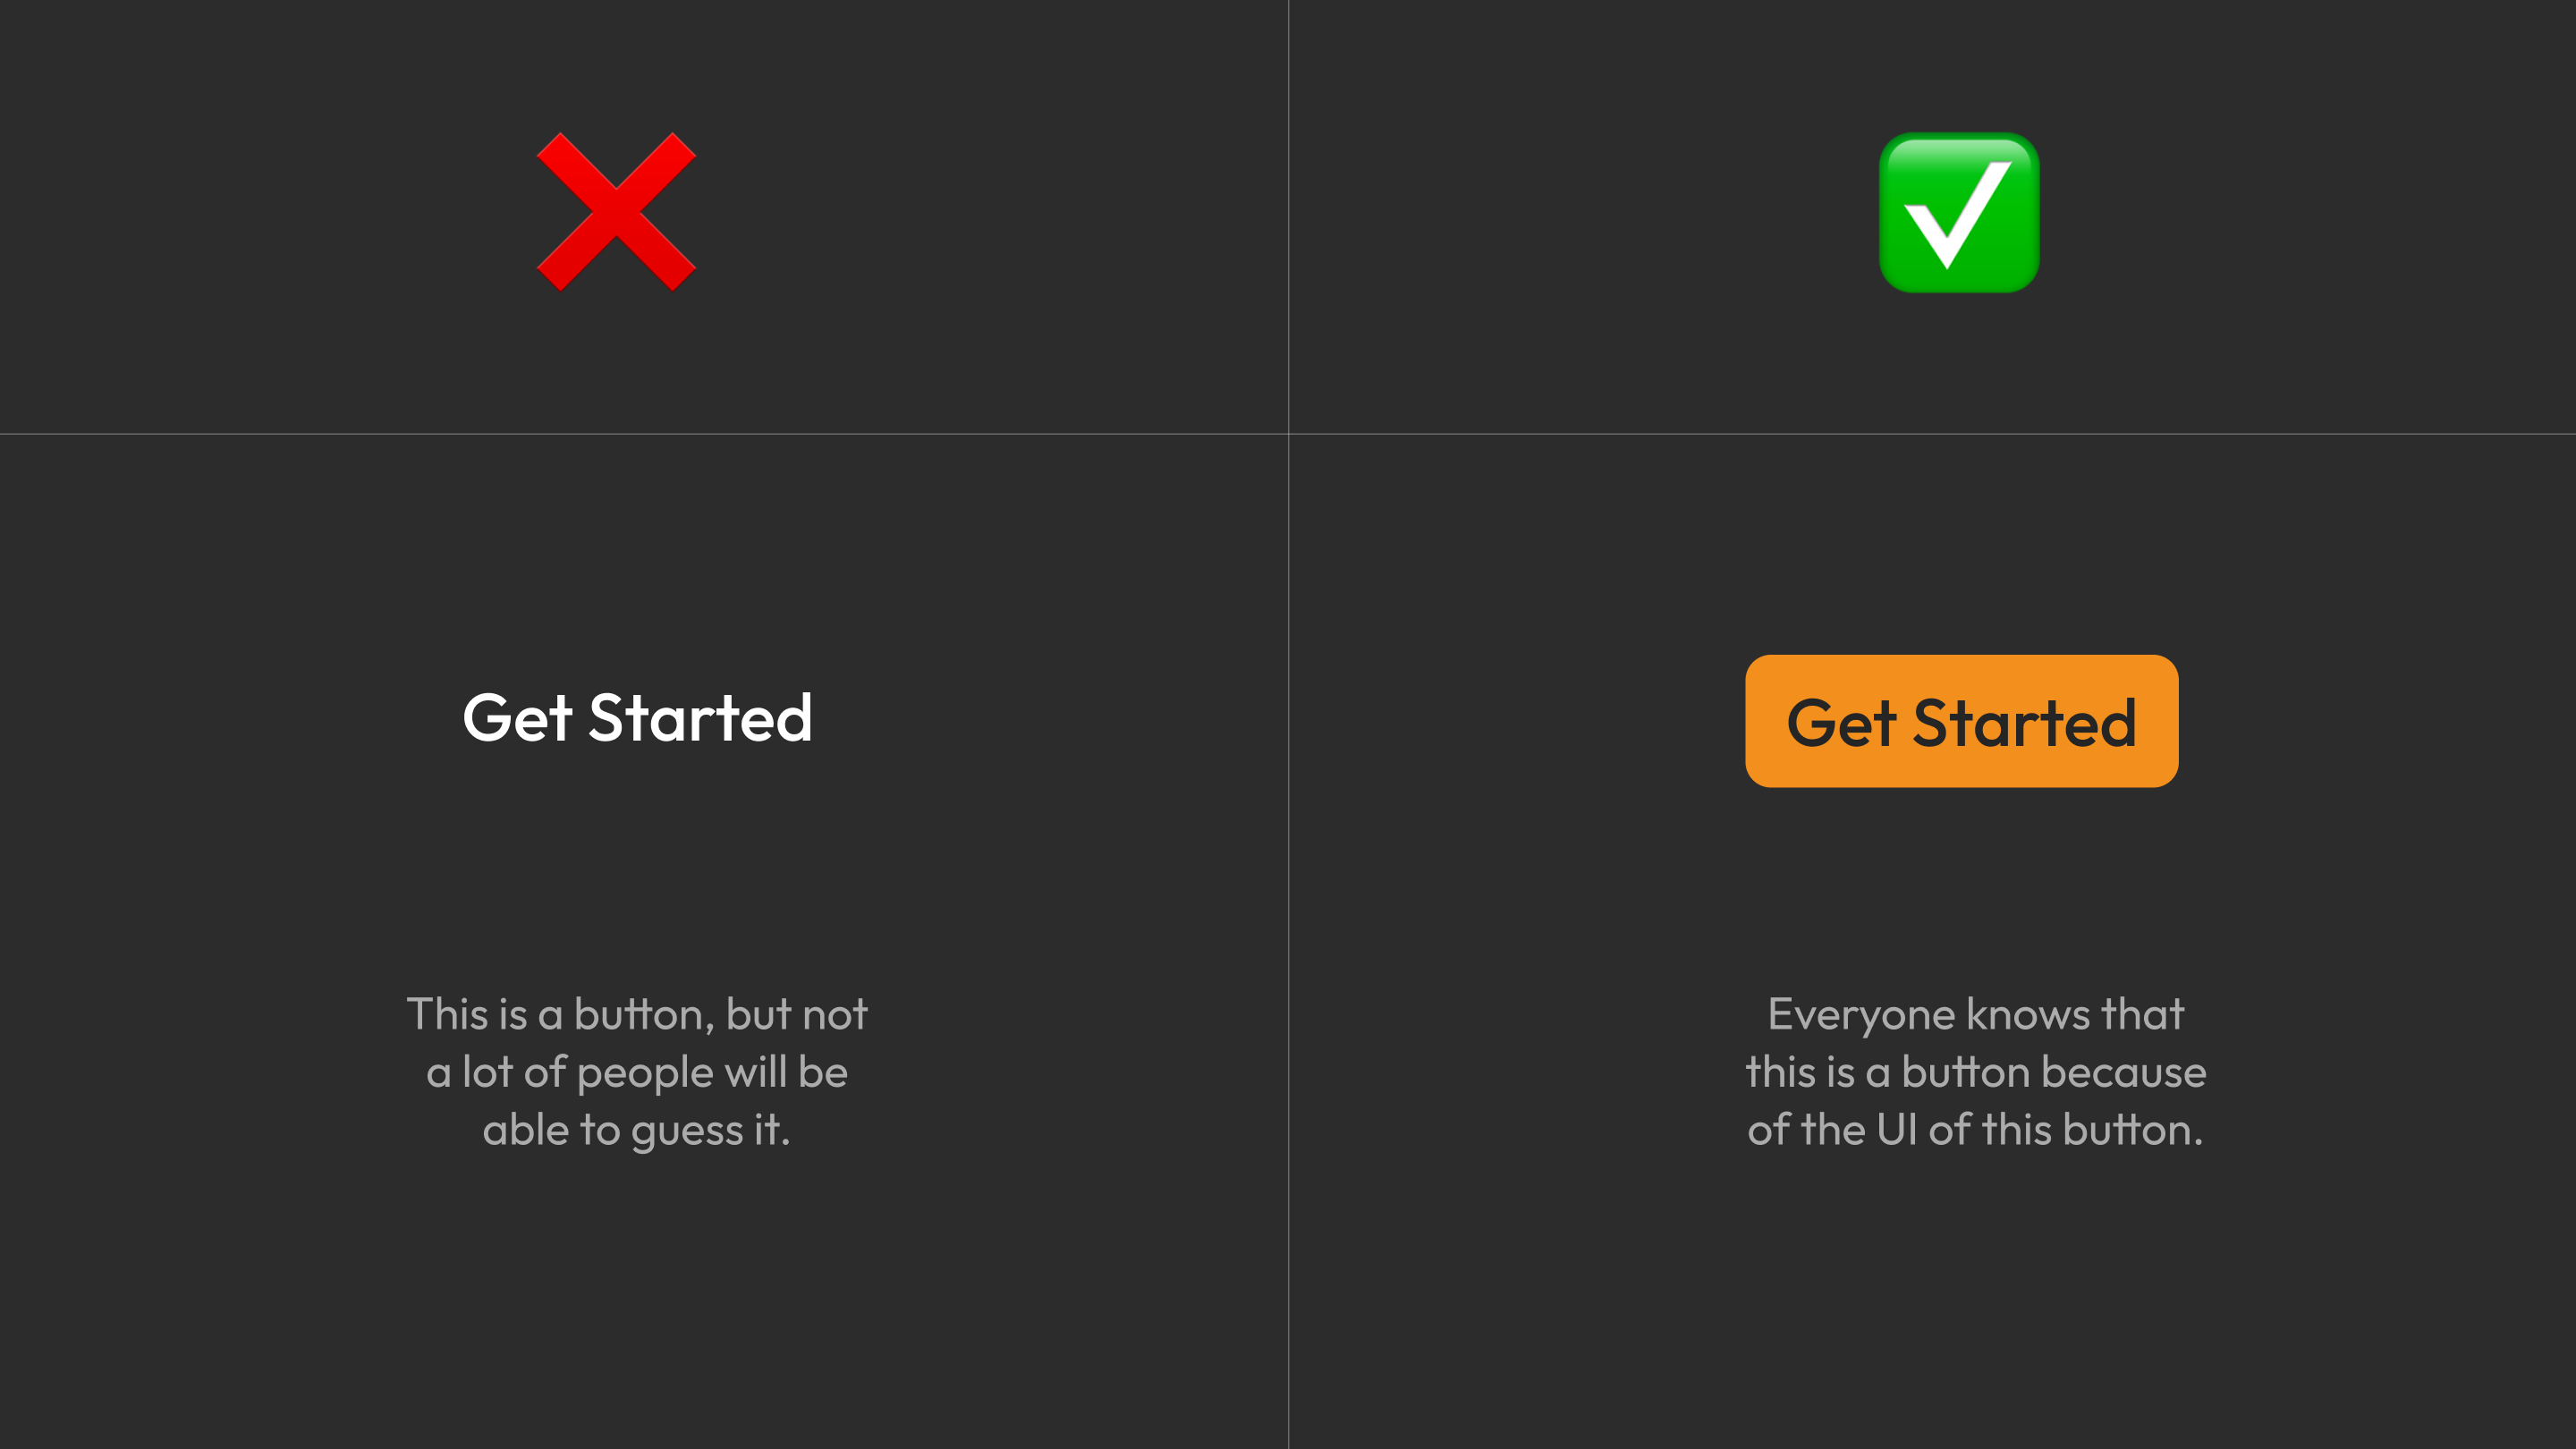 Get Started
This is a button, but not
a lot of people will be
able to guess it.
Get Started
Everyone knows that
this is a button because
of the UI of this button.